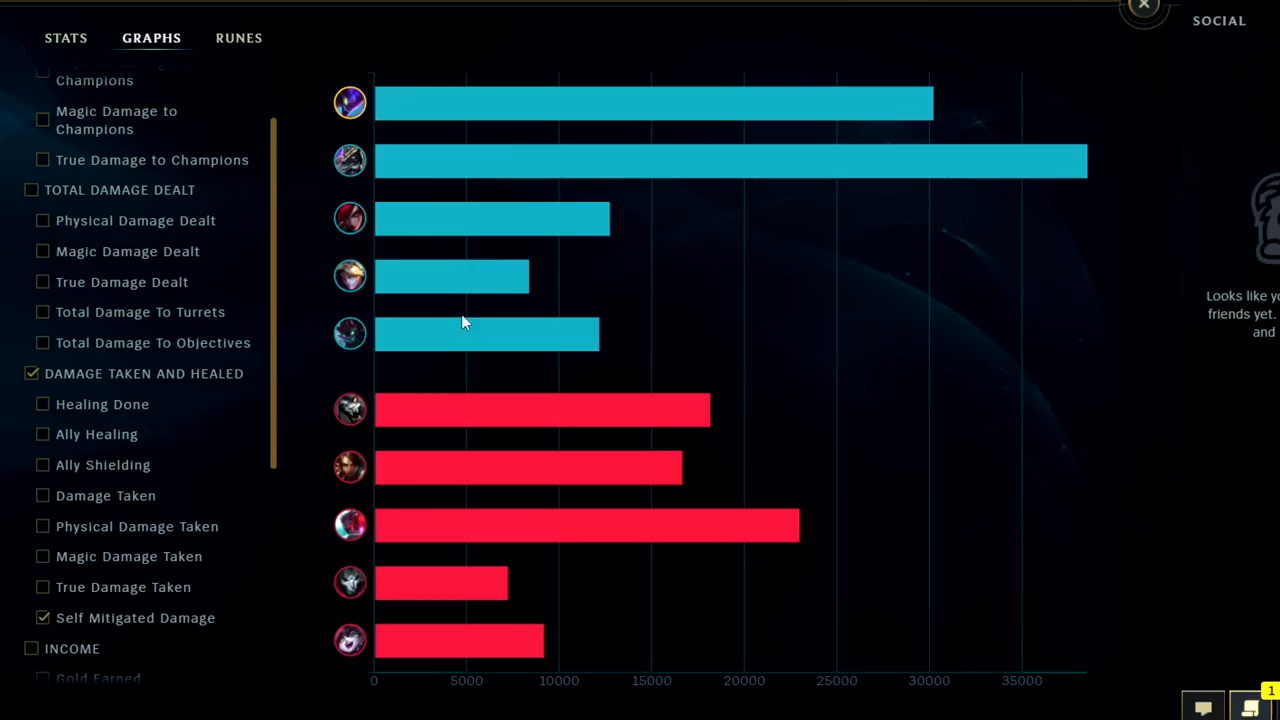 STATS
GRAPHS
RUNES
SOCIAL
Champions
Magic Damage to
Champions
True Damage to Champions
TOTAL DAMAGE DEALT
Physical Damage Dealt
Magic Damage Dealt
True Damage Dealt
Total Damage To Turrets
Total Damage To Objectives
DAMAGE TAKEN AND HEALED
Healing Done
Ally Healing
Ally Shielding
Damage Taken
Physical Damage Taken
Magic Damage Taken
True Damage Taken
Self Mitigated Damage
INCOME
Gold Earned
0 5000 10000 15000 20000 25000 30000 35000
Looks like yo
friends yet.
and
1